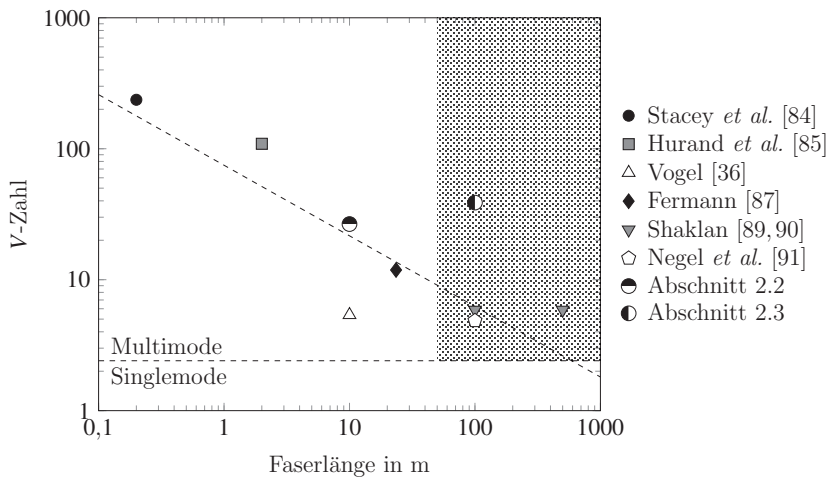 1000
100
10
1
V-Zahl
Multimode
Singlemode
0,1
1
10
100
1000
Faserlänge in m
Stacey et al. [84]
Hurand et al. [85]
Vogel [36]
Fermann [87]
Shaklan [89,90]
Negel et al. [91]
Abschnitt 2.2
Abschnitt 2.3